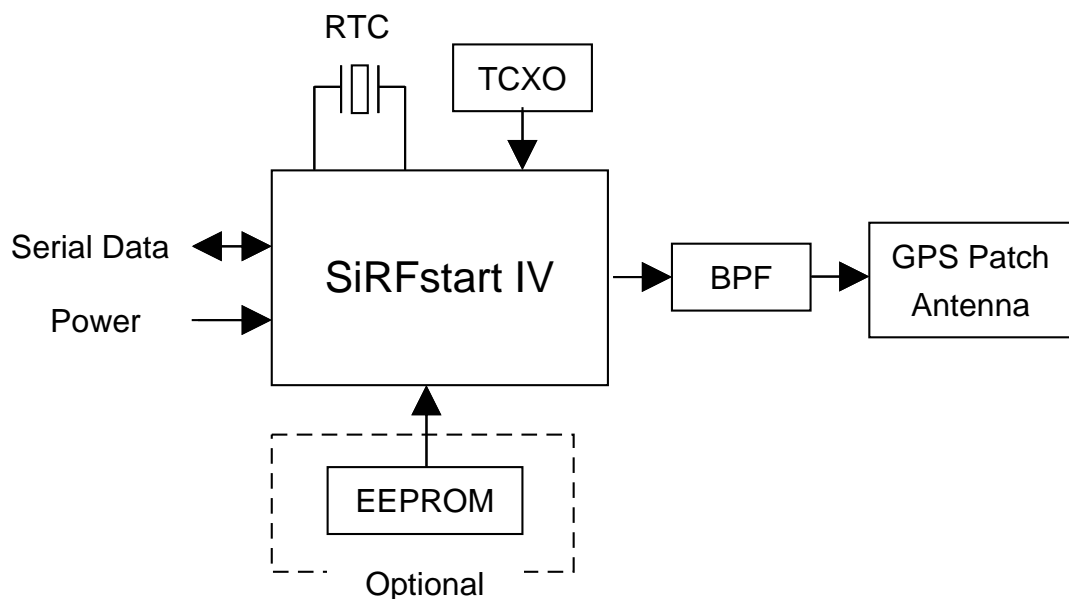 RTC
TCXO
Serial Data
Power
SiRFstart IV
BPF
GPS Patch
Antenna
EEPROM
Optional